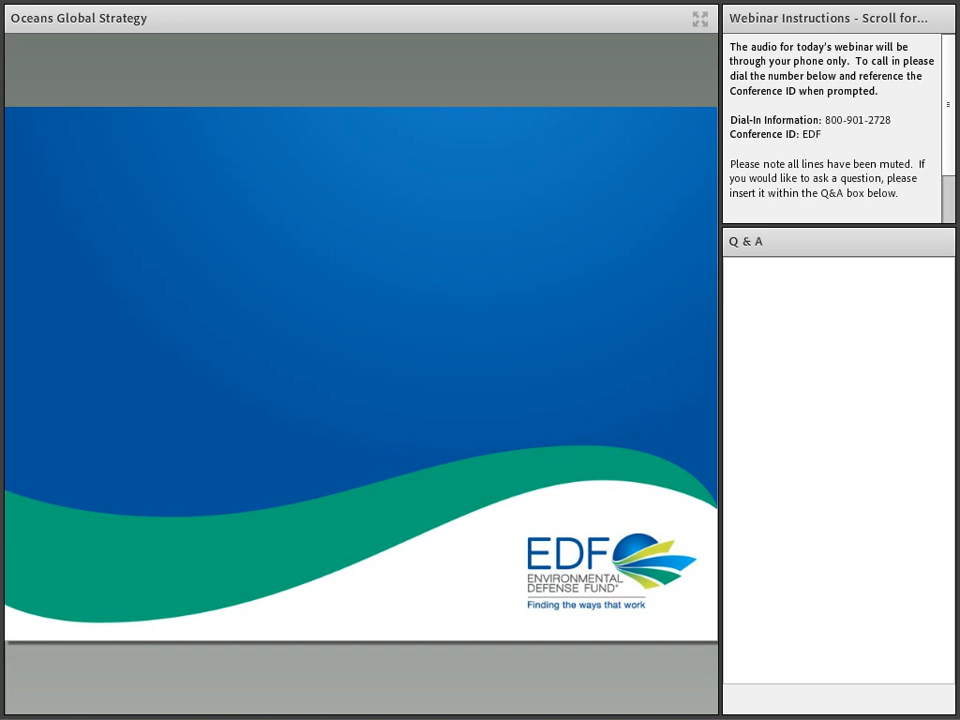 Oceans Global Strategy
EDF
ENVIRONMENTAL
DEFENSE FUND®
Finding the ways that work
Webinar Instructions - Scroll for...
The audio for today's webinar will be
through your phone only.  To call in please
dial the number below and reference the
Conference ID when prompted.
Dial-In Information: 800-901-2728
Conference ID: EDF
Please note all lines have been muted.  If
you would like to ask a question, please
insert it within the Q&A box below.
Q & A